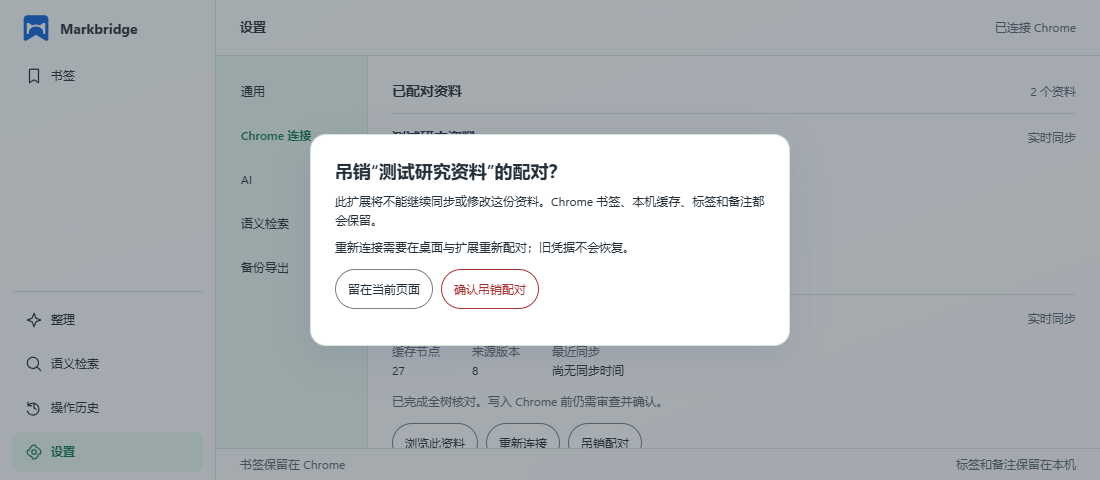 Markbridge
书签
整理
语义检索
操作历史
设置
设置
已连接 Chrome
通用
Chrome 连接
AI
语义检索
备份导出
已配对资料
2 个资料
测试研究资料
实时同步
吊销“测试研究资料”的配对？
此扩展将不能继续同步或修改这份资料。Chrome 书签、本机缓存、标签和备注都
会保留。
重新连接需要在桌面与扩展重新配对；旧凭据不会恢复。
留在当前页面
确认吊销配对
实时同步
缓存节点
来源版本
最近同步
27
8
尚无同步时间
已完成全树核对。写入 Chrome 前仍需审查并确认。
浏览此资料
重新连接
吊销配对
书签保留在 Chrome
标签和备注保留在本机